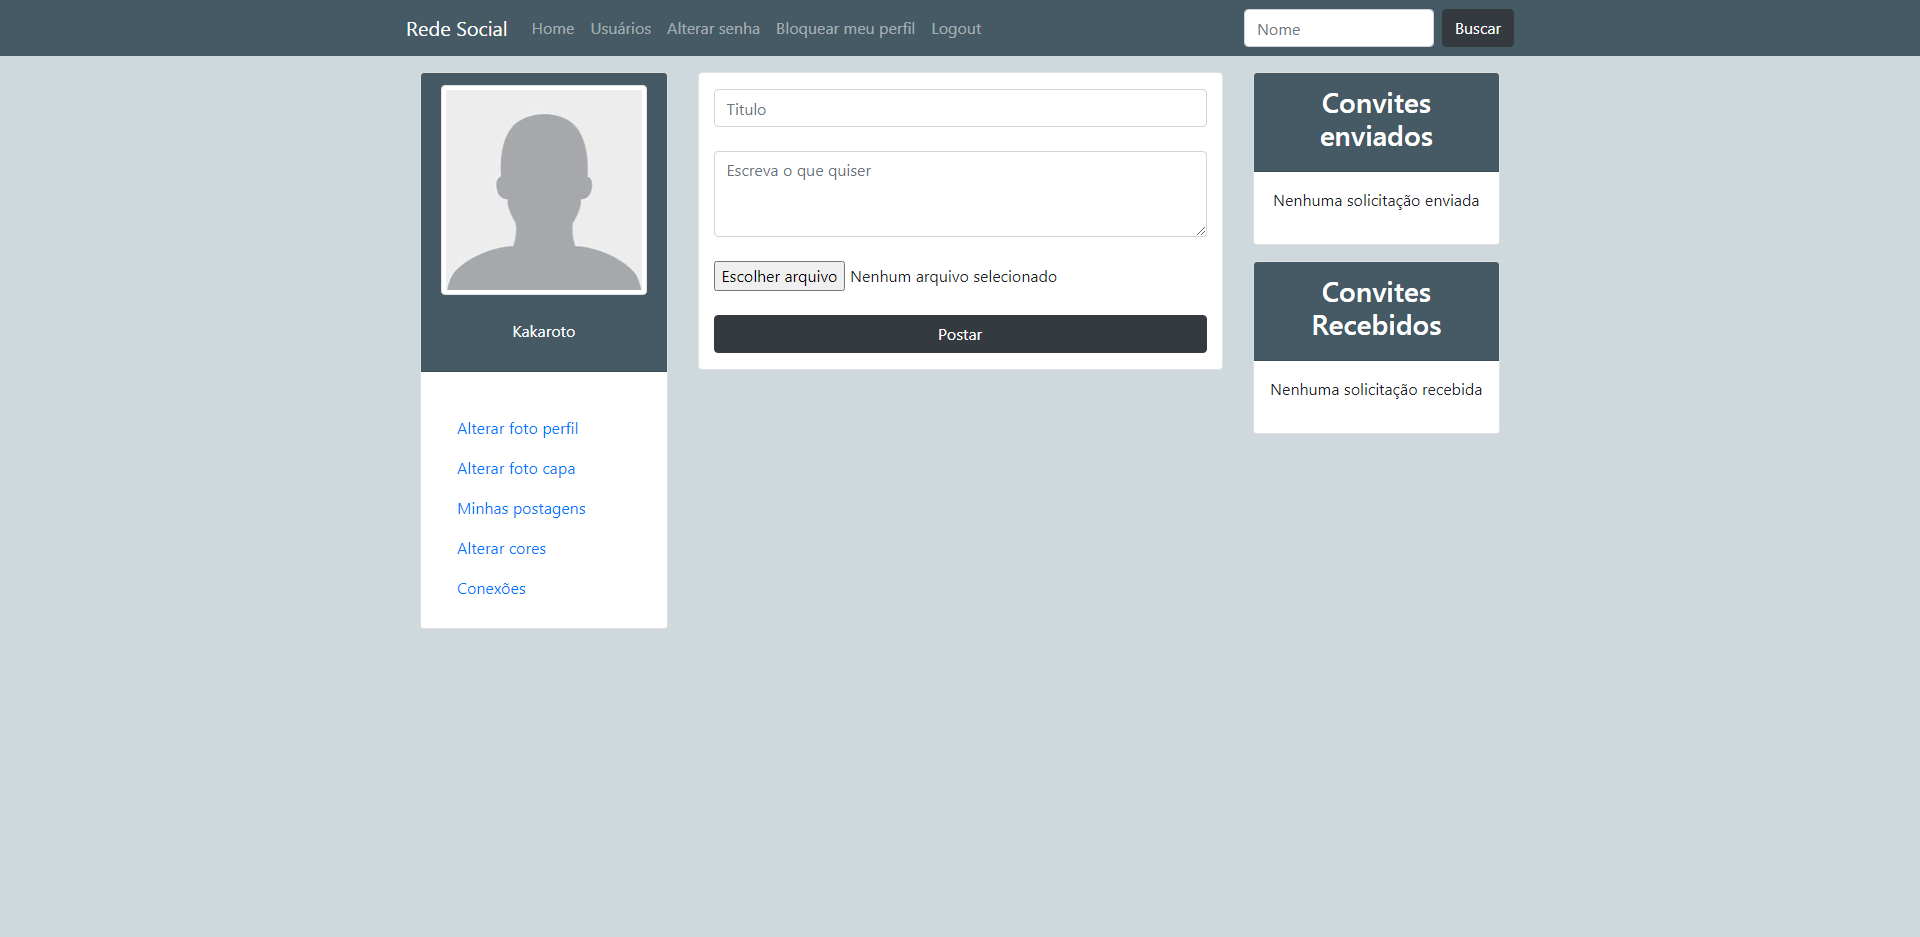 Rede Social Home Usuários Alterar senha Bloquear meu perfil Logout Nome Buscar
Kakaroto
Alterar foto perfil
Alterar foto capa
Minhas postagens
Alterar cores
Conexões
Titulo
Escreva o que quiser
Escolher arquivo Nenhum arquivo selecionado
Postar
Convites
enviados
Nenhuma solicitação enviada
Convites
Recebidos
Nenhuma solicitação recebida